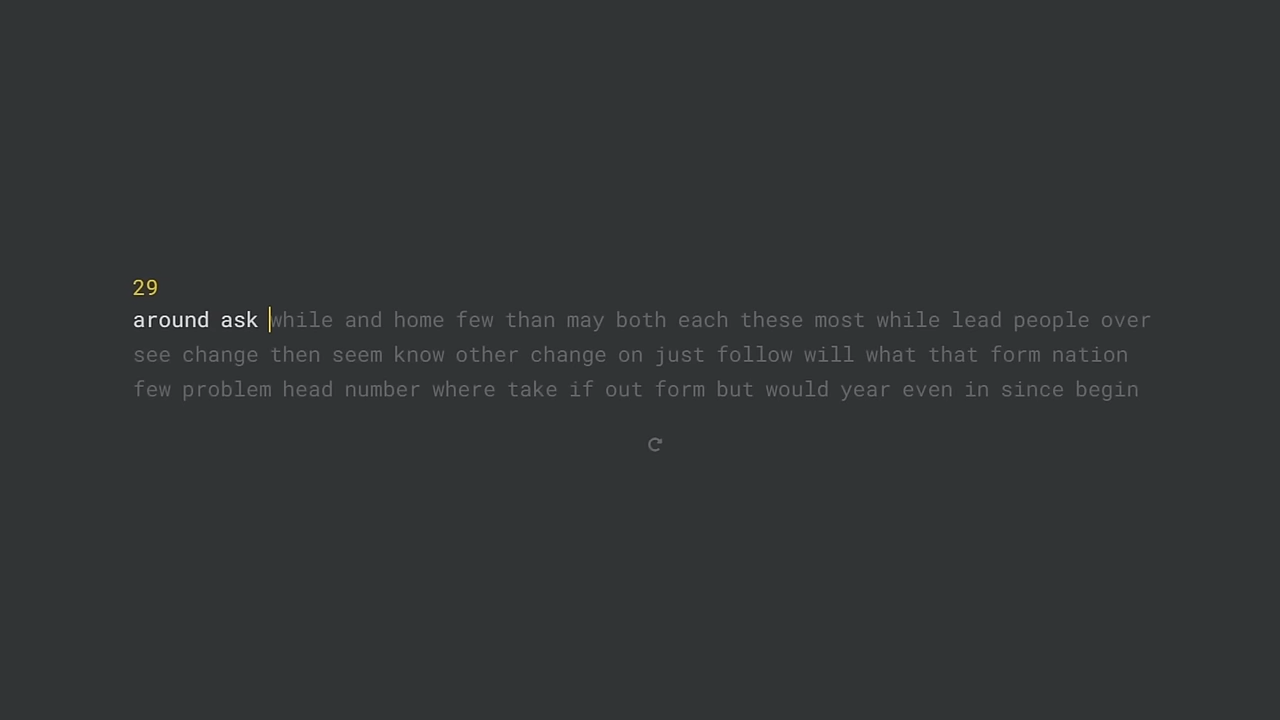 29
around ask while and home few than may both each these most while lead people over
see change then seem know other change on just follow will what that form nation
few problem head number where take if out form but would year even in since begin